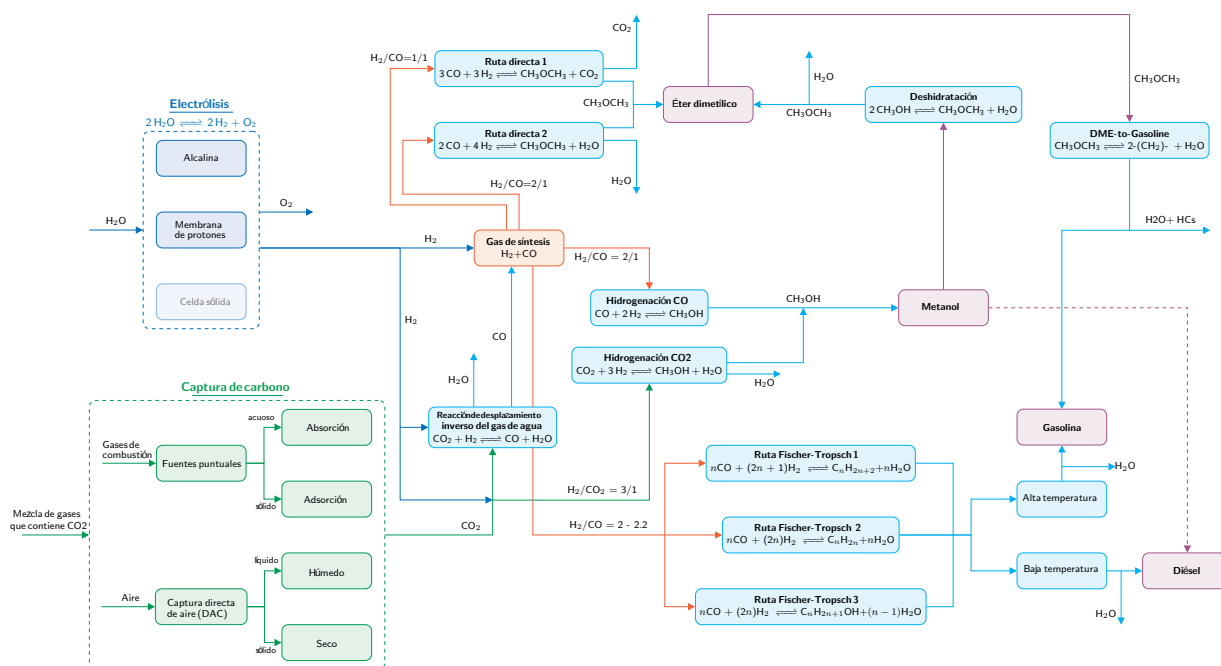 CO₂
H₂/CO=1/1
Ruta directa 1
3 CO + 3 H₂ ⇌ CH₃OCH₃ + CO₂
CH₃OCH₃
Ruta directa 2
2 CO + 4 H₂ ⇌ CH₃OCH₃ + H₂O
H₂O
H₂/CO=2/1
Éter dimetílico
H₂O
CH₃OCH₃
Deshidratación
2 CH₃OH ⇌ CH₃OCH₃ + H₂O
CH₃OCH₃
DME-to-Gasoline
CH₃OCH₃ ⇌ 2-(CH₂)- + H₂O
H2O+ HCs
Electrólisis
2 H₂O ⇌ 2 H₂ + O₂
Alcalina
Membrana
de protones
Celda sólida
H₂O
O₂
H₂
H₂
Gas de síntesis
H₂+CO
H₂/CO = 2/1
CO
Hidrogenación CO
CO + 2 H₂ ⇌ CH₃OH
CH₃OH
Metanol
Hidrogenación CO2
CO₂ + 3 H₂ ⇌ CH₃OH + H₂O
H₂O
H₂O
Reacción de desplazamiento
inverso del gas de agua
CO₂ + H₂ ⇌ CO + H₂O
Captura de carbono
Mezcla de gases
que contiene CO2
Gases de
combustión
Fuentes puntuales
acuoso
Absorción
sólido
Adsorción
Aire
Captura directa
de aire (DAC)
líquido
Húmedo
sólido
Seco
CO₂
H₂/CO₂ = 3/1
H₂/CO = 2 - 2.2
Ruta Fischer-Tropsch 1
nCO + (2n + 1)H₂ ⇌ CₙH₂ₙ₊₂+nH₂O
Ruta Fischer-Tropsch 2
nCO + (2n)H₂ ⇌ CₙH₂ₙ+nH₂O
Ruta Fischer-Tropsch 3
nCO + (2n)H₂ ⇌ CₙH₂ₙ₊₁OH+(n − 1)H₂O
Gasolina
H₂O
Alta temperatura
Baja temperatura
H₂O
Diésel